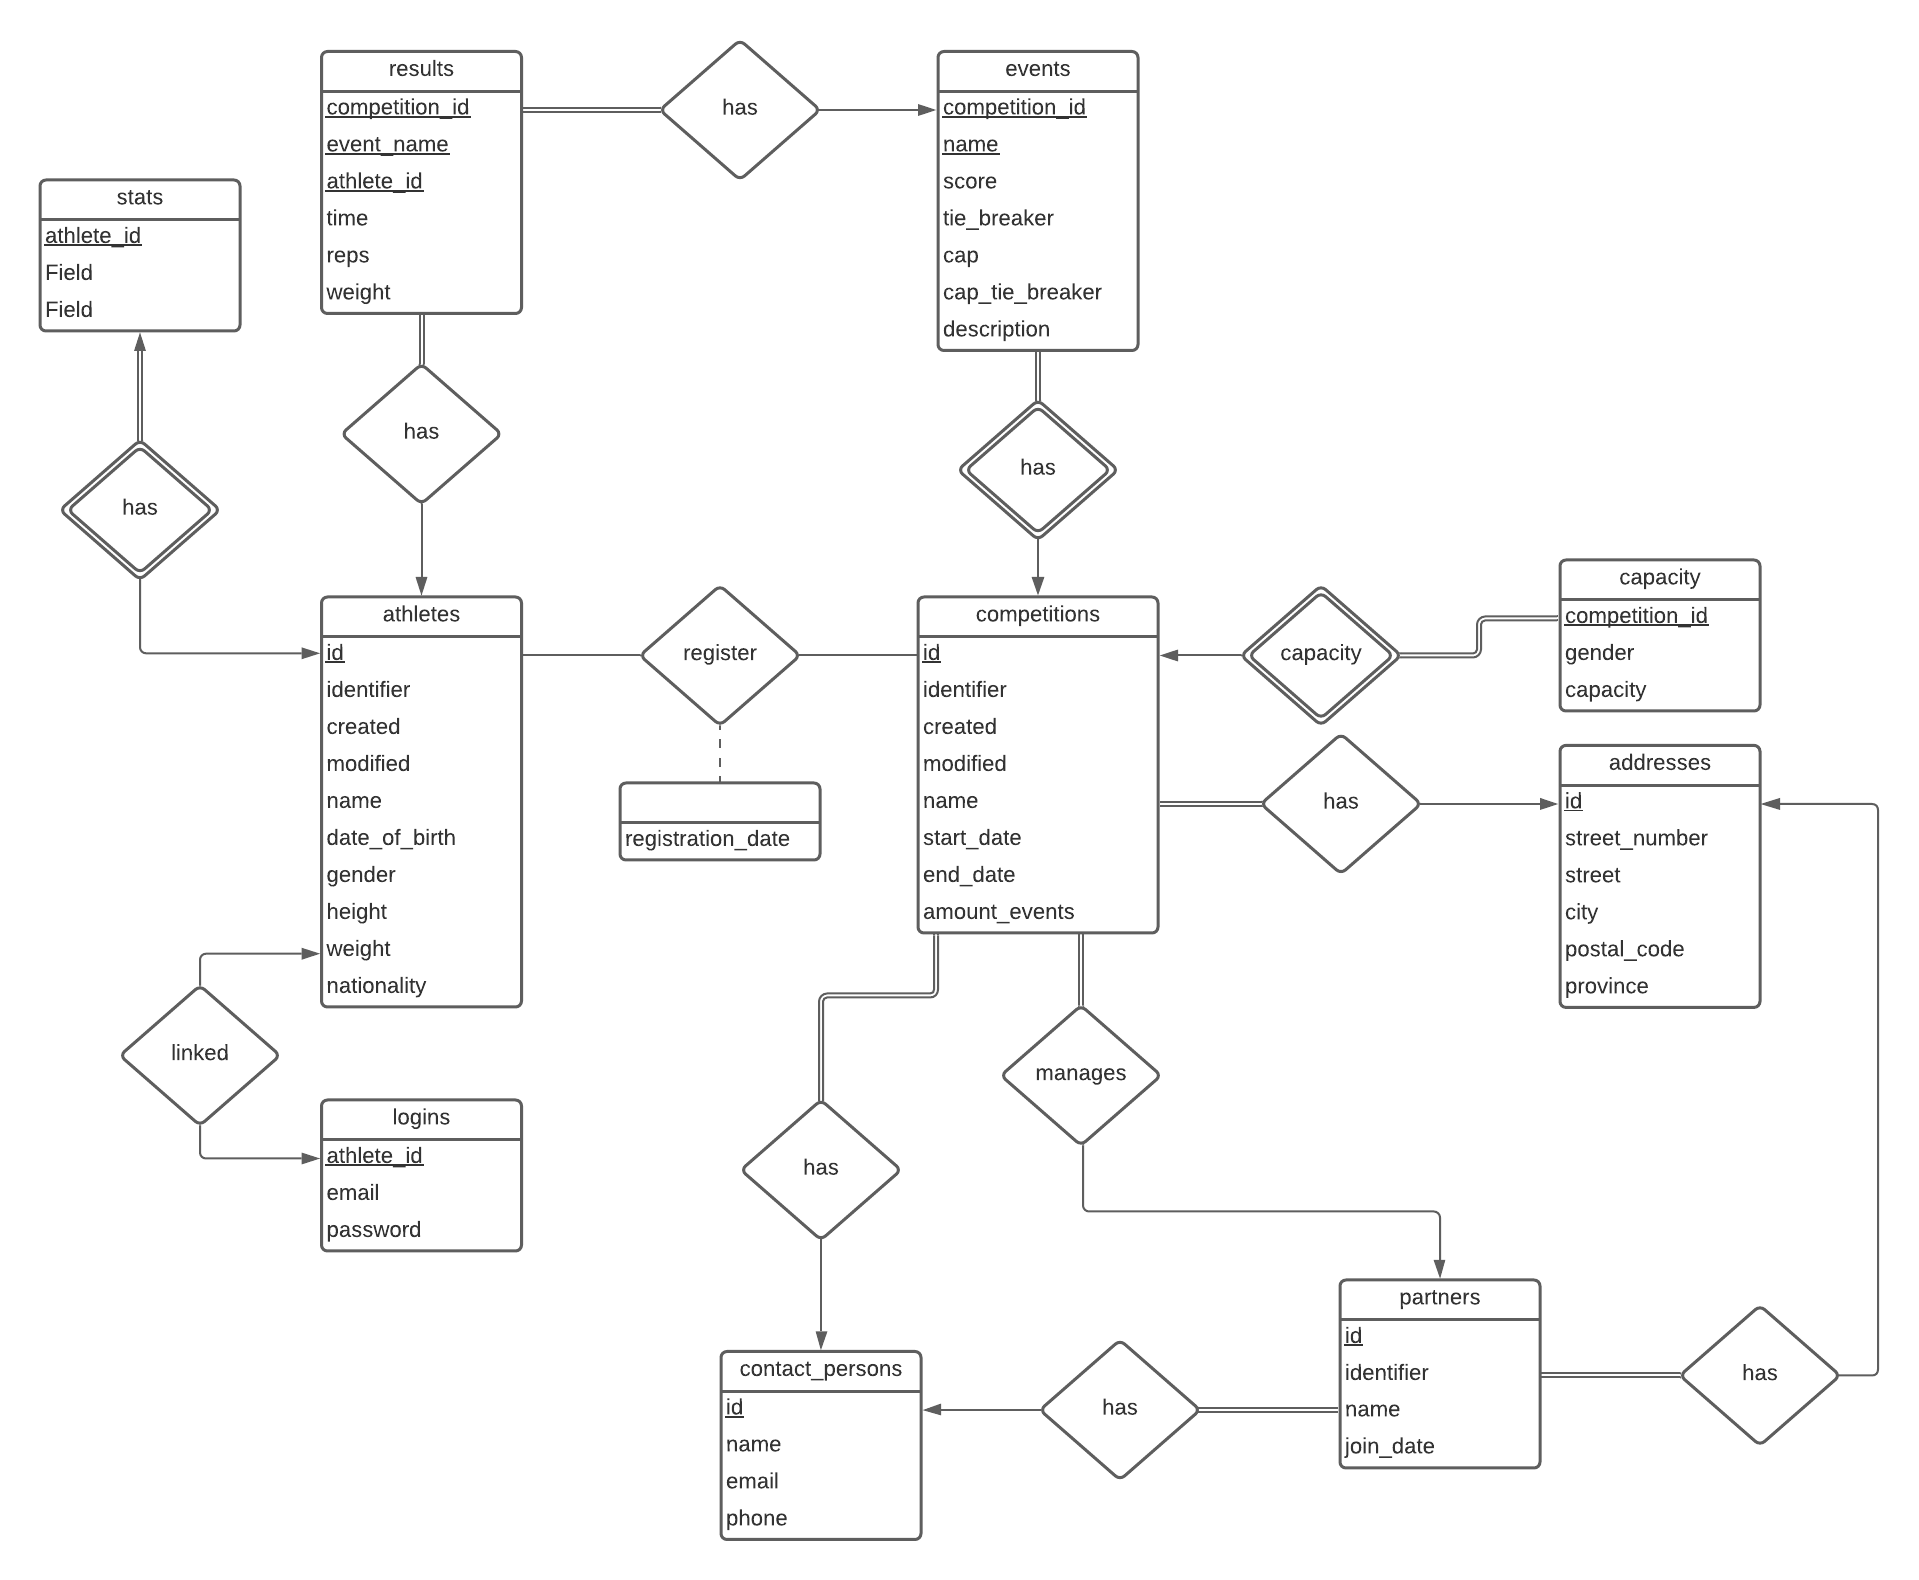 results
competition_id
event_name
athlete_id
time
reps
weight
has
events
competition_id
name
score
tie_breaker
cap
cap_tie_breaker
description
stats
athlete_id
Field
Field
has
has
has
athletes
id
identifier
created
modified
name
date_of_birth
gender
height
weight
nationality
register
registration_date
competitions
id
identifier
created
modified
name
start_date
end_date
amount_events
capacity
capacity
competition_id
gender
capacity
has
addresses
id
street_number
street
city
postal_code
province
linked
logins
athlete_id
email
password
has
manages
contact_persons
id
name
email
phone
has
partners
id
identifier
name
join_date
has